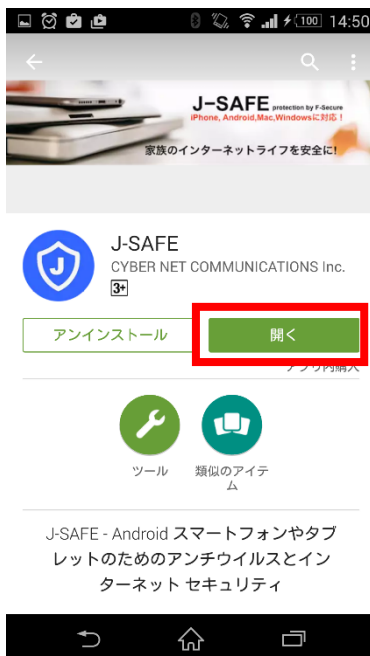 100 14:50
J-SAFE protection by F-Secure
iPhone, Android,Mac,Windowsに対応！
家族のインターネットライフを安全に!
J-SAFE
CYBER NET COMMUNICATIONS Inc.
3+
アンインストール
開く
アプリ内購入
ツール
類似のアイテ
ム
J-SAFE - Android スマートフォンやタブ
レットのためのアンチウイルスとイン
ターネット セキュリティ